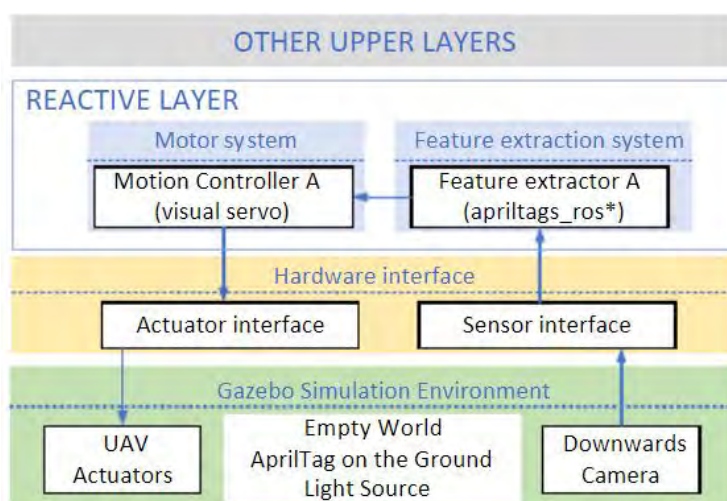 OTHER UPPER LAYERS
REACTIVE LAYER
Motor system
Feature extraction system
Motion Controller A
(visual servo)
Feature extractor A
(apriltags_ros*)
Hardware interface
Actuator interface
Sensor interface
Gazebo Simulation Environment
UAV
Actuators
Empty World
AprilTag on the Ground
Light Source
Downwards
Camera